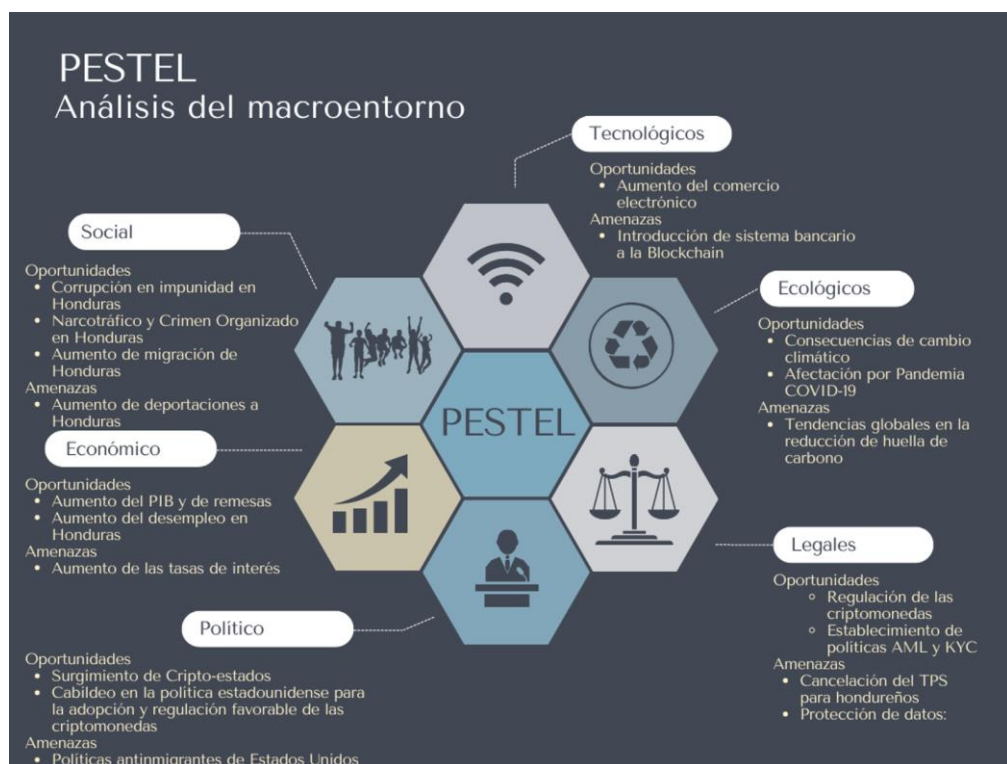 PESTEL
Análisis del macroentorno
Tecnológicos
Oportunidades
• Aumento del comercio
electrónico
Amenazas
• Introducción de sistema bancario
a la Blockchain
Social
Oportunidades
• Corrupción en impunidad en
Honduras
• Narcotráfico y Crimen Organizado
en Honduras
• Aumento de migración de
Honduras
Amenazas
• Aumento de deportaciones a
Honduras
Ecológicos
Oportunidades
• Consecuencias de cambio
climático
• Afectación por Pandemia
COVID-19
Amenazas
• Tendencias globales en la
reducción de huella de
carbono
PESTEL
Económico
Oportunidades
• Aumento del PIB y de remesas
• Aumento del desempleo en
Honduras
Amenazas
• Aumento de las tasas de interés
Legales
Oportunidades
◦ Regulación de las
criptomonedas
◦ Establecimiento de
políticas AML y KYC
Amenazas
• Cancelación del TPS
para hondureños
• Protección de datos:
Político
Oportunidades
• Surgimiento de Cripto-estados
• Cabildeo en la política estadounidense para
la adopción y regulación favorable de las
criptomonedas
Amenazas
• Políticas antinmigrantes de Estados Unidos